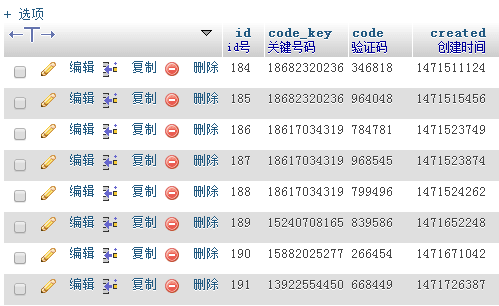 + 选项
id code_key code created
id号 关键号码 验证码 创建时间
编辑 复制 删除 184 18682320236 346818 1471511124
编辑 复制 删除 185 18682320236 964048 1471515456
编辑 复制 删除 186 18617034319 784781 1471523749
编辑 复制 删除 187 18617034319 968545 1471523874
编辑 复制 删除 188 18617034319 799496 1471524262
编辑 复制 删除 189 15240708165 839586 1471652248
编辑 复制 删除 190 15882025277 266454 1471671042
编辑 复制 删除 191 13922554450 668449 1471726387